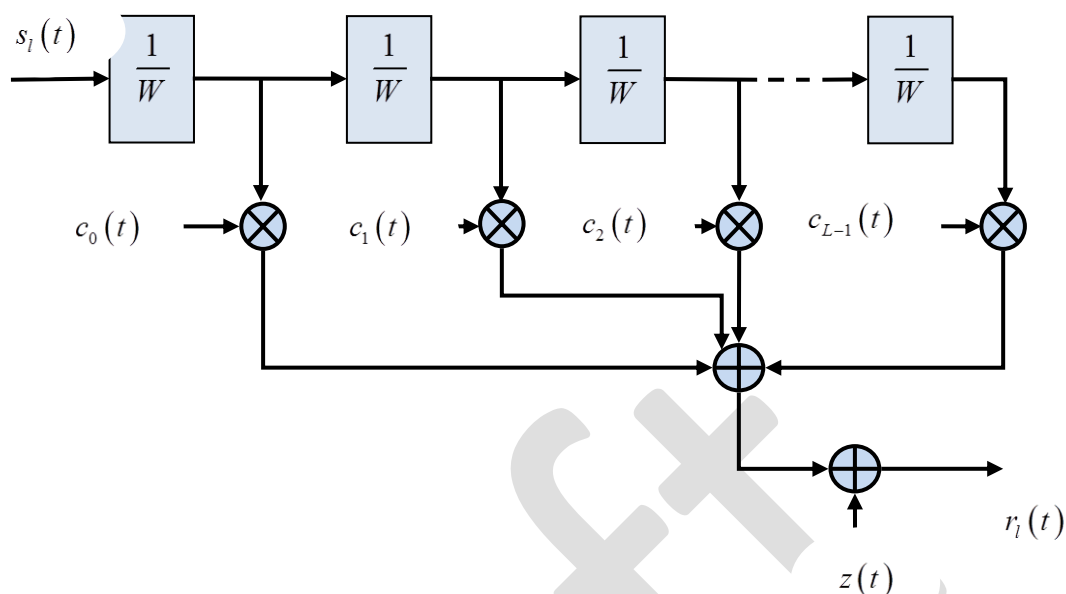 s_l(t)
1/W
1/W
1/W
1/W
c_0(t)
c_1(t)
c_2(t)
c_{L-1}(t)
r_l(t)
z(t)